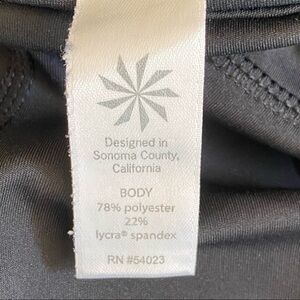 Designed in
Sonoma County,
California
BODY
78% polyester
22%
lycra® spandex
RN #54023